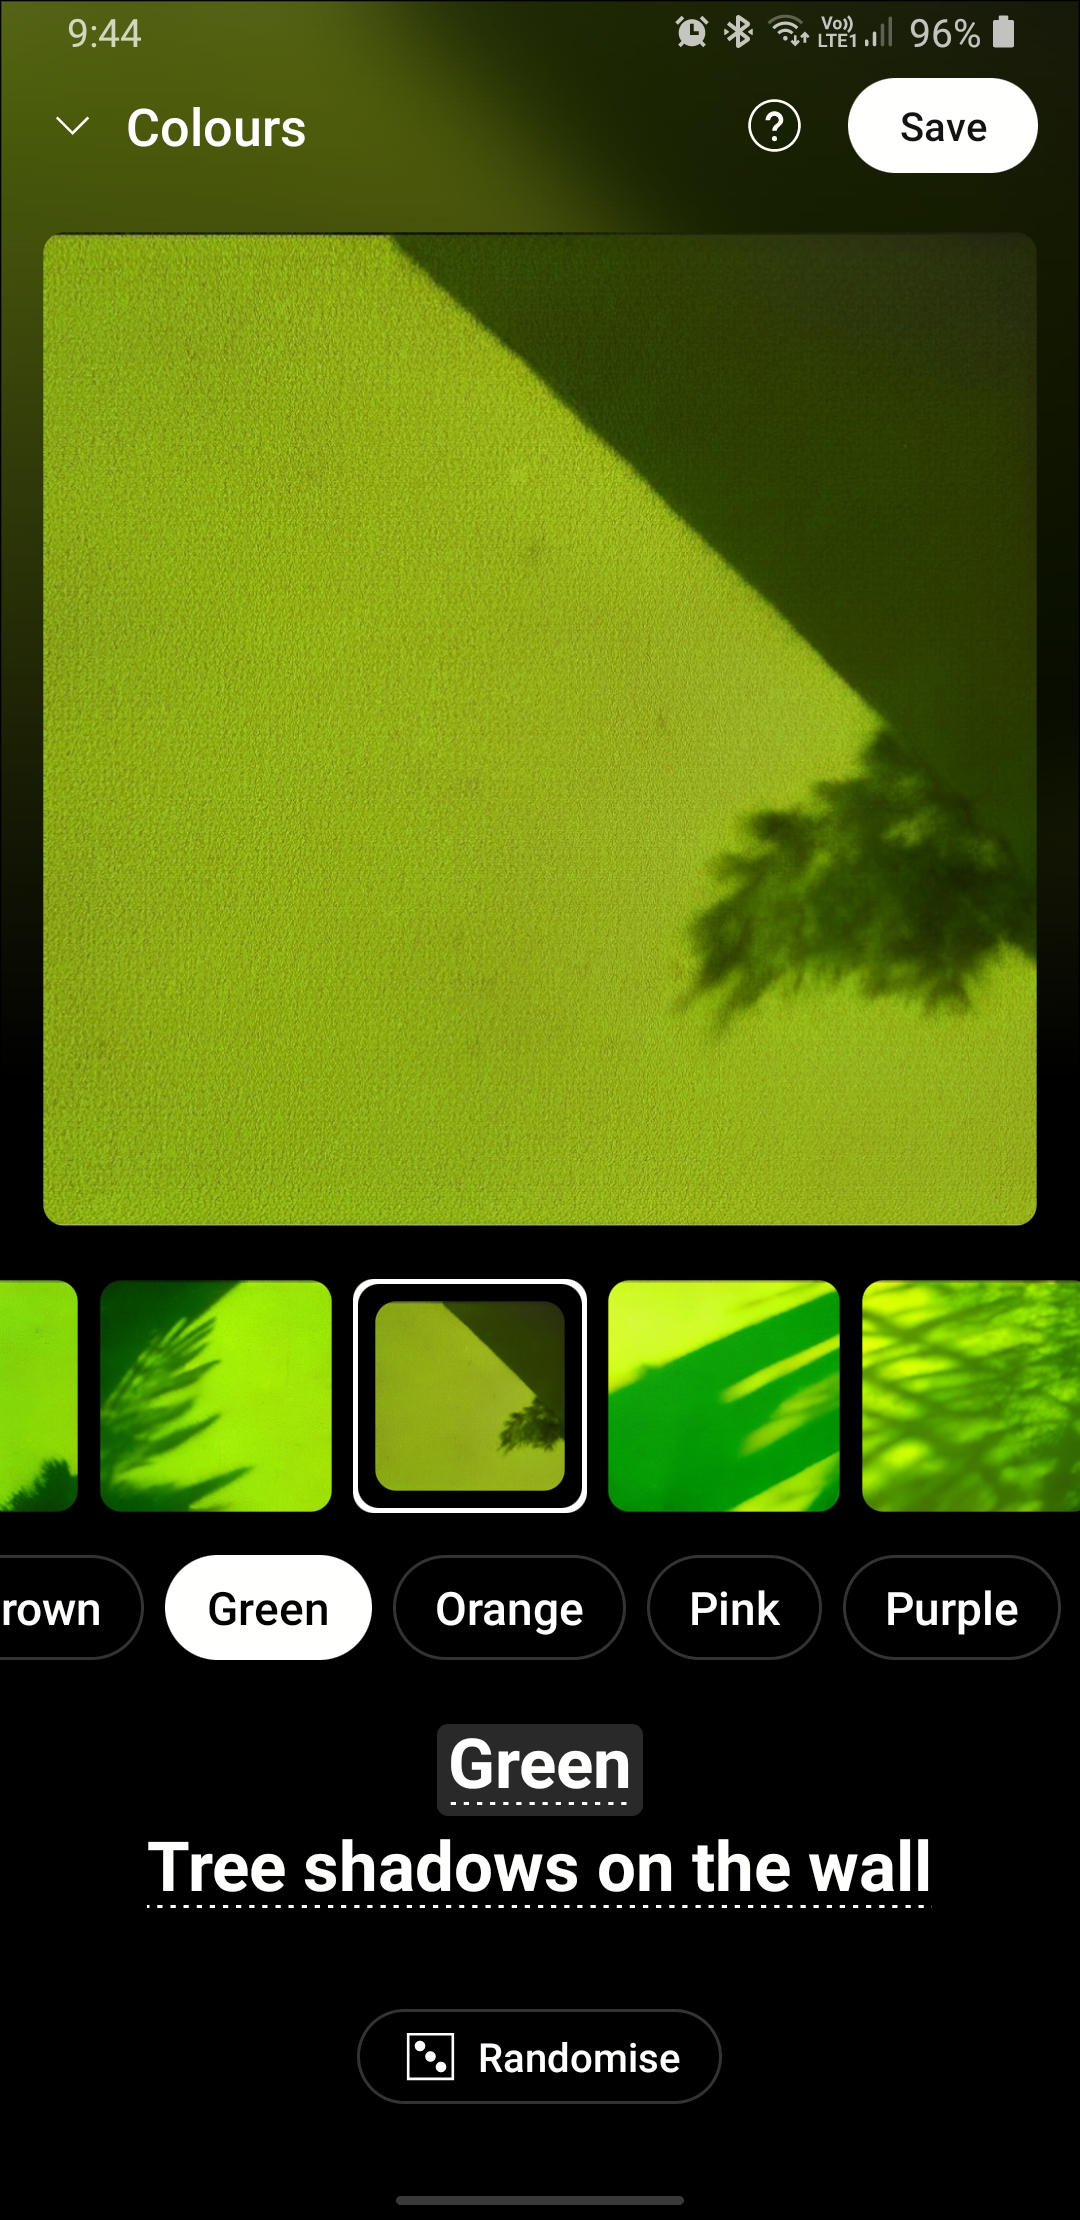 9:44
Vo))
LTE1
96%
Colours
?
Save
rown
Green
Orange
Pink
Purple
Green
Tree shadows on the wall
Randomise